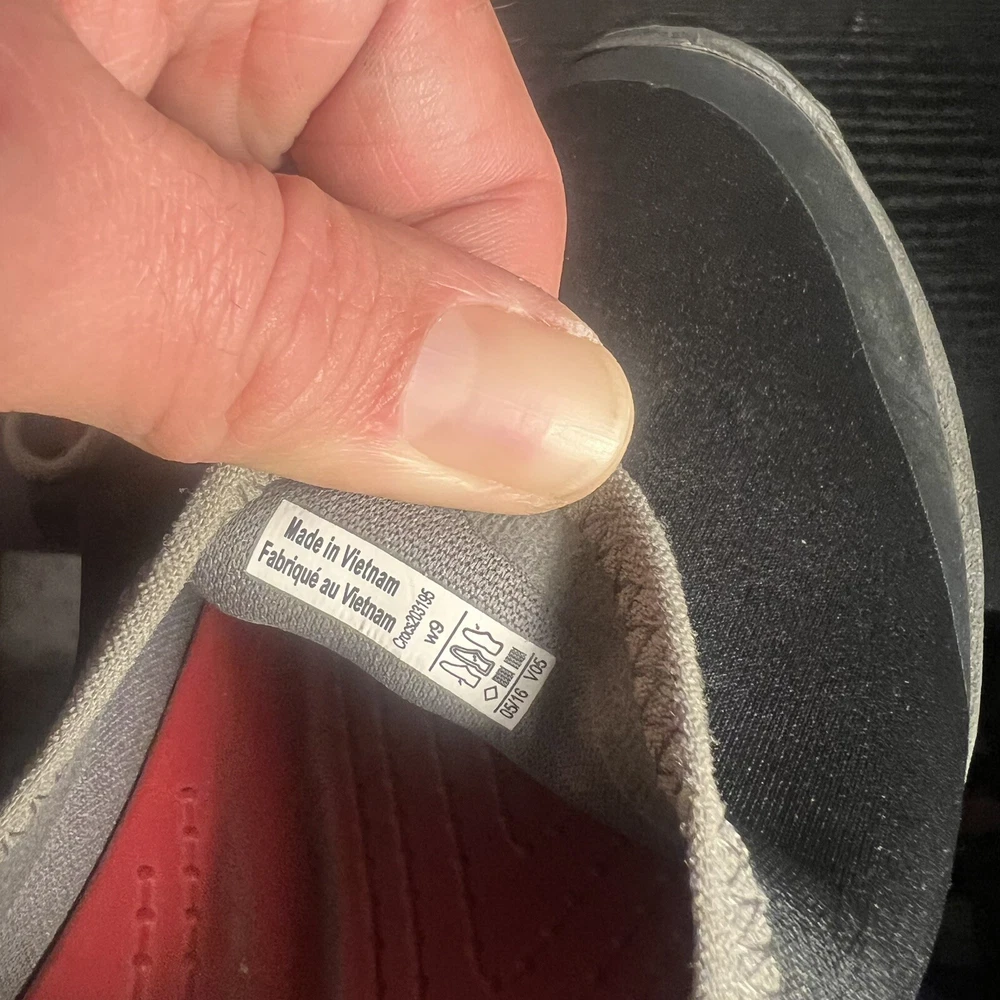 Made in Vietnam
Fabriqué au Vietnam
Crocs203195
W9
05/16 V05